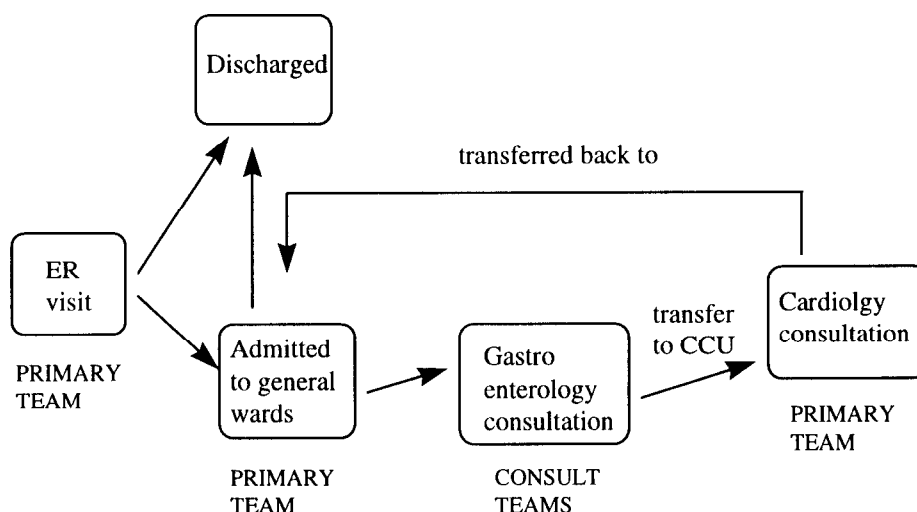 Discharged
transferred back to
ER
visit
PRIMARY
TEAM
Admitted
to general
wards
PRIMARY
TEAM
Gastro
enterology
consultation
CONSULT
TEAMS
transfer
to CCU
Cardiolgy
consultation
PRIMARY
TEAM